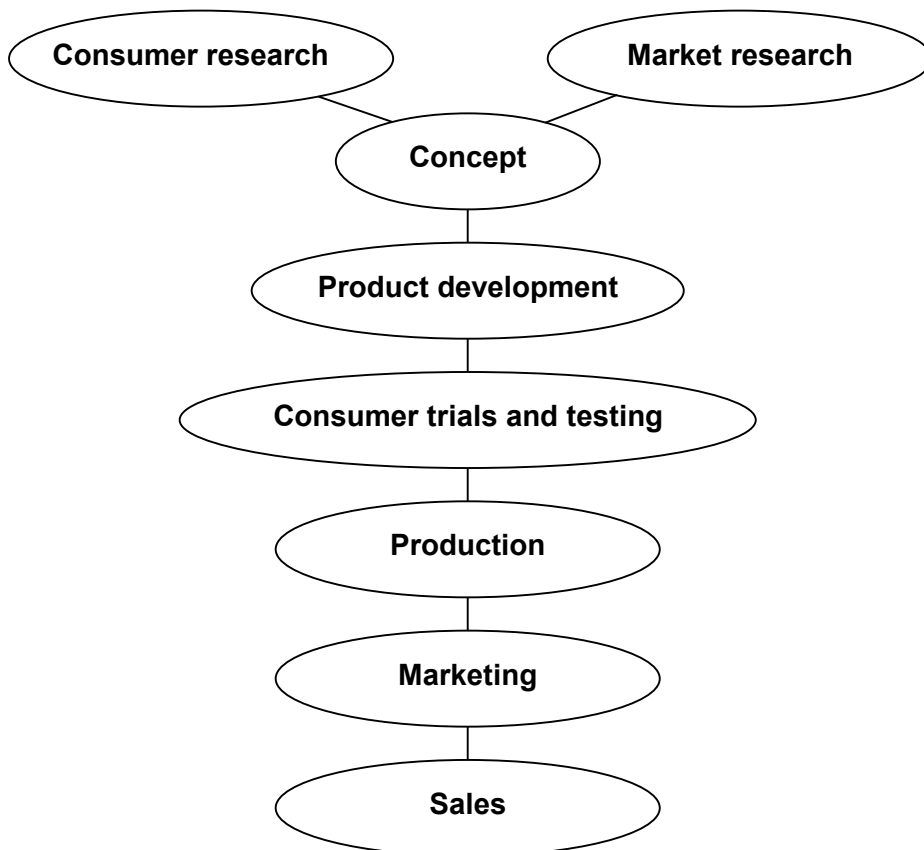 Consumer research
Market research
Concept
Product development
Consumer trials and testing
Production
Marketing
Sales